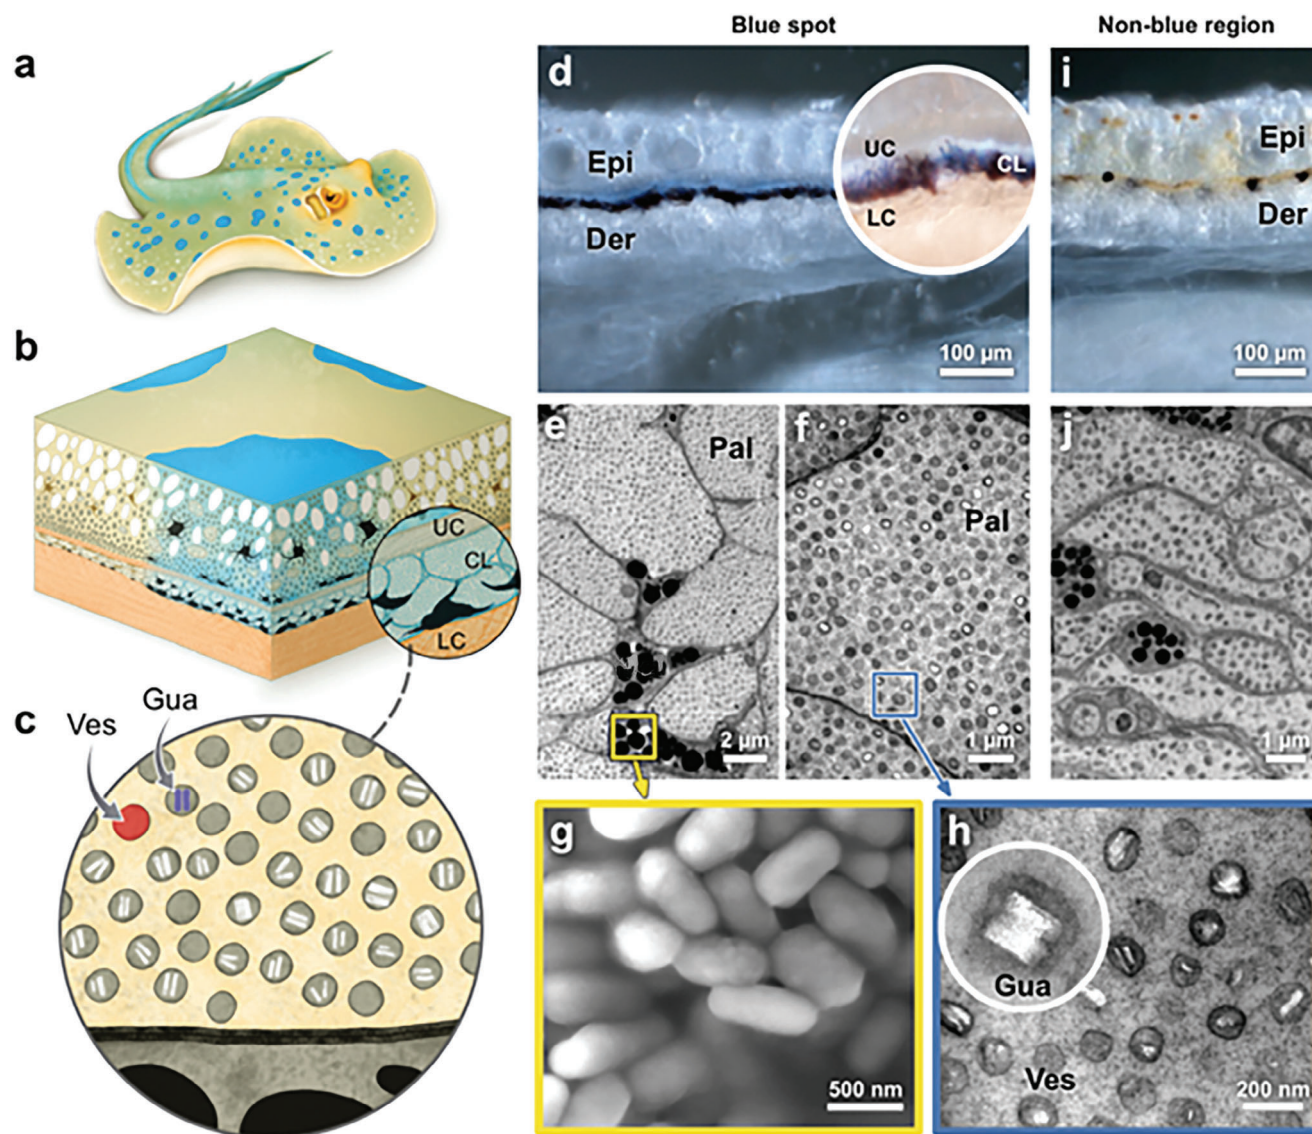 Blue spot
Non-blue region
a
b
UC
CL
LC
c
Ves
Gua
d
Epi
Der
UC
CL
LC
100 µm
i
Epi
Der
100 µm
e
Pal
2 µm
f
Pal
1 µm
j
1 µm
g
500 nm
h
Gua
Ves
200 nm